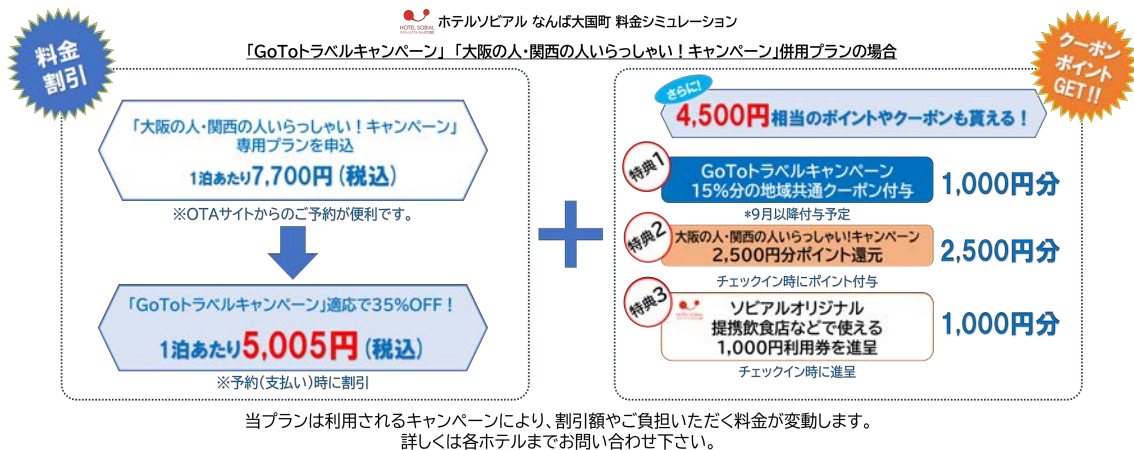 HOTEL SOBIAL
ホテルソビアル なんば大国町 料金シミュレーション
「GoToトラベルキャンペーン」「大阪の人・関西の人いらっしゃい！キャンペーン」併用プランの場合
料金
割引
「大阪の人・関西の人いらっしゃい！キャンペーン」
専用プランを申込
1泊あたり7,700円（税込）
※OTAサイトからのご予約が便利です。
「GoToトラベルキャンペーン」適応で35%OFF！
1泊あたり5,005円（税込）
※予約（支払い）時に割引
クーポン
ポイント
GET!!
さらに!
4,500円相当のポイントやクーポンも貰える！
特典1
GoToトラベルキャンペーン
15%分の地域共通クーポン付与
1,000円分
*9月以降付与予定
特典2
大阪の人・関西の人いらっしゃい!キャンペーン
2,500円分ポイント還元
2,500円分
チェックイン時にポイント付与
特典3
HOTEL SOBIAL
ソビアルオリジナル
提携飲食店などで使える
1,000円利用券を進呈
1,000円分
チェックイン時に進呈
当プランは利用されるキャンペーンにより、割引額やご負担いただく料金が変動します。
詳しくは各ホテルまでお問い合わせ下さい。